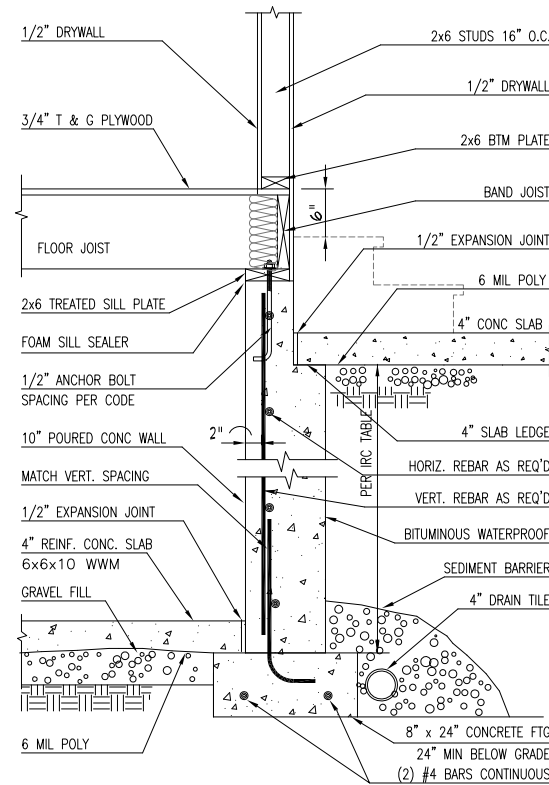 1/2" DRYWALL
3/4" T & G PLYWOOD
FLOOR JOIST
2x6 TREATED SILL PLATE
FOAM SILL SEALER
1/2" ANCHOR BOLT
SPACING PER CODE
10" POURED CONC WALL
MATCH VERT. SPACING
1/2" EXPANSION JOINT
4" REINF. CONC. SLAB
6x6x10 WWM
GRAVEL FILL
6 MIL POLY
2"
6"
PER IRC TABLE
2x6 STUDS 16" O.C.
1/2" DRYWALL
2x6 BTM PLATE
BAND JOIST
1/2" EXPANSION JOINT
6 MIL POLY
4" CONC SLAB
4" SLAB LEDGE
HORIZ. REBAR AS REQ'D
VERT. REBAR AS REQ'D
BITUMINOUS WATERPROOF
SEDIMENT BARRIER
4" DRAIN TILE
8" x 24" CONCRETE FTG
24" MIN BELOW GRADE
(2) #4 BARS CONTINUOUS